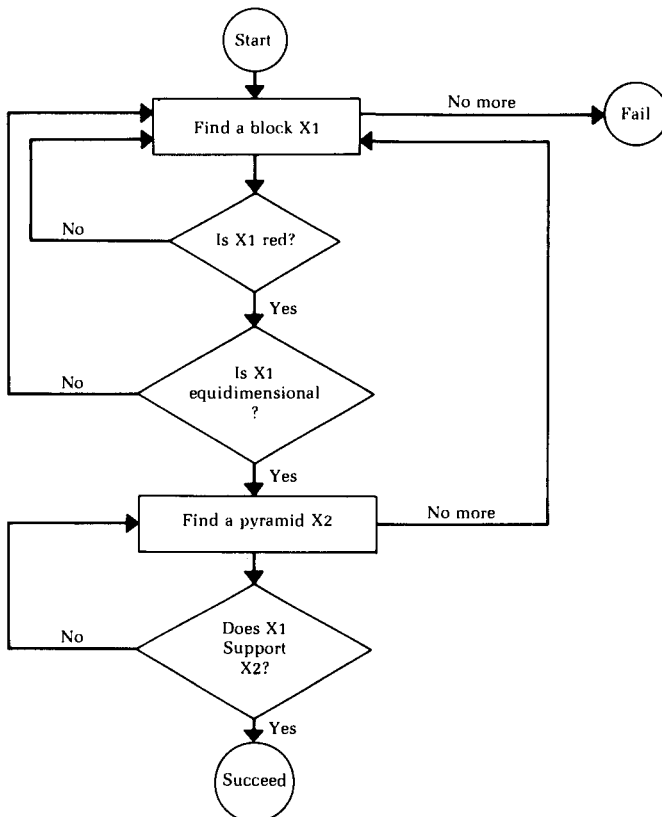 Start
No more
Find a block X1
Fail
No
Is X1 red?
Yes
No
Is X1
equidimensional
?
Yes
Find a pyramid X2
No more
No
Does X1
Support
X2?
Yes
Succeed